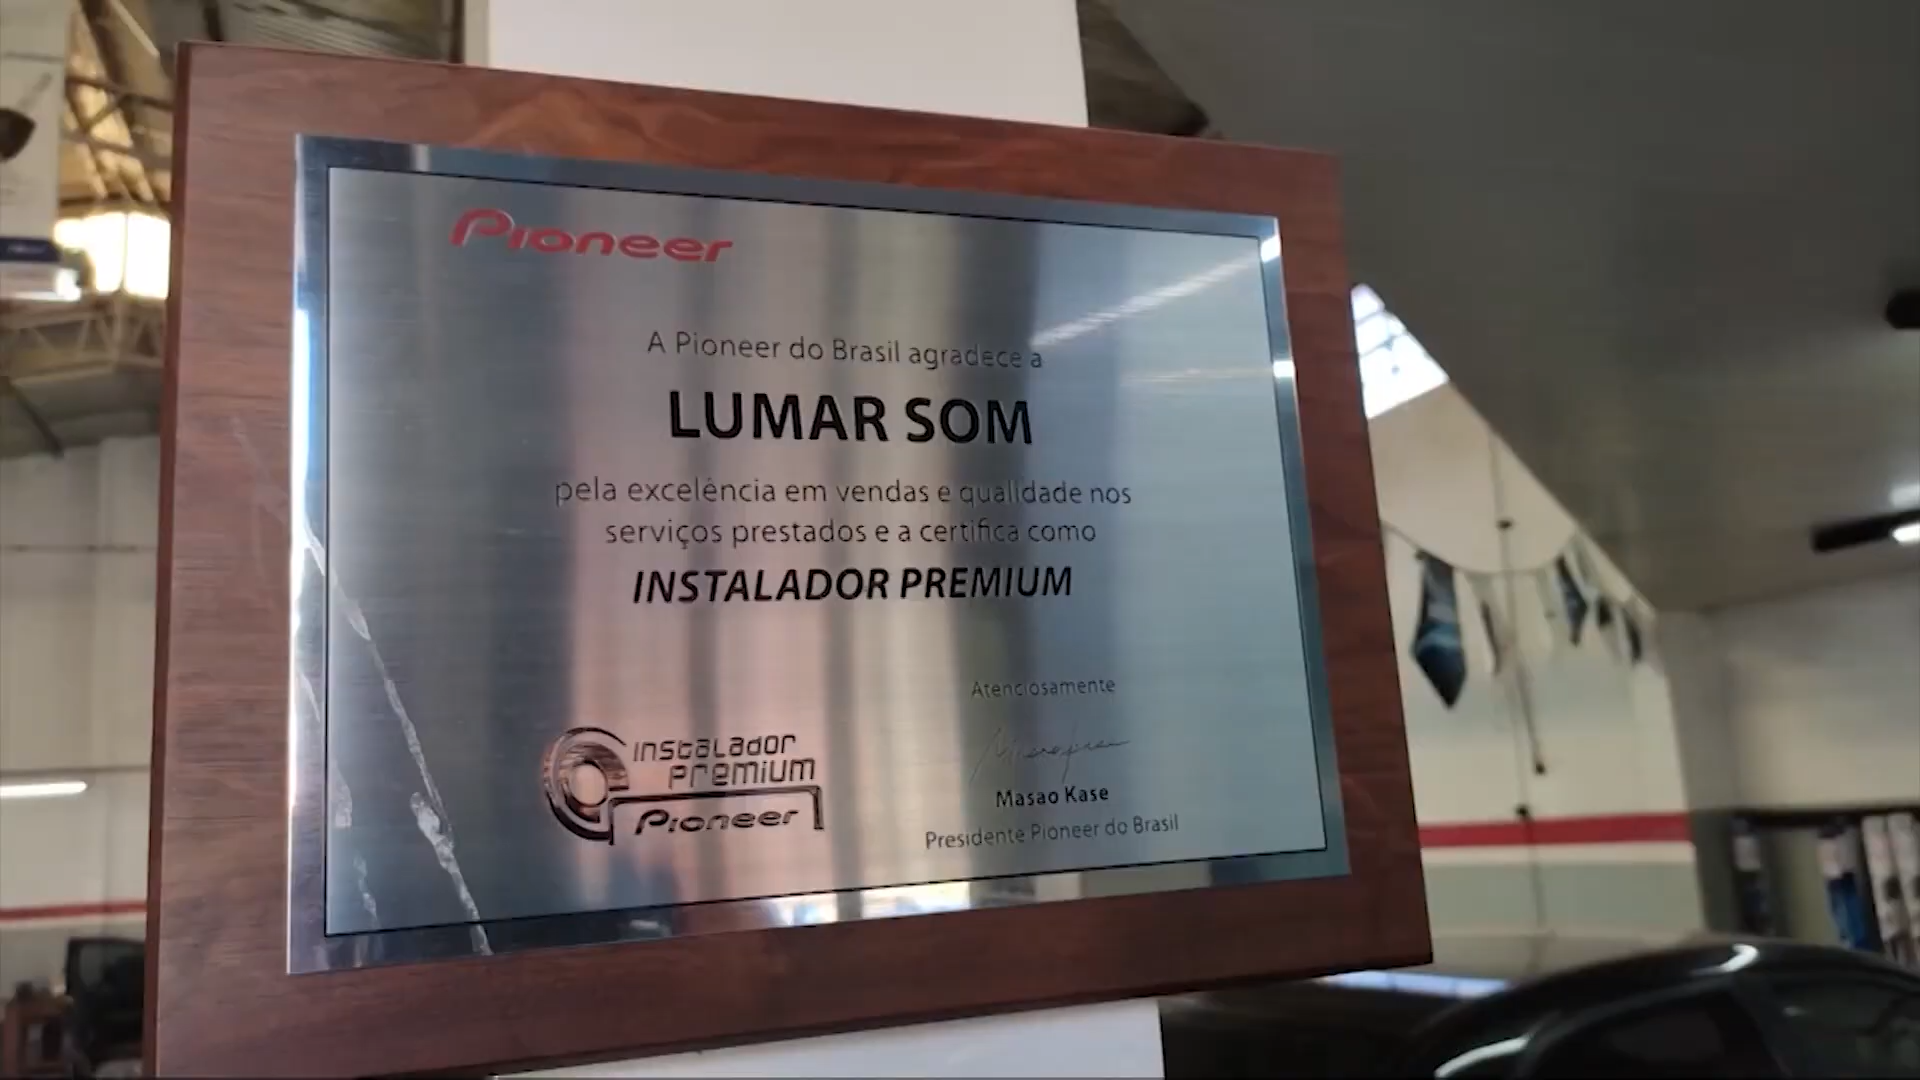 Pioneer
A Pioneer do Brasil agradece a
LUMAR SOM
pela excelência em vendas e qualidade nos
serviços prestados e a certifica como
INSTALADOR PREMIUM
Atenciosamente
Masao Kase
Presidente Pioneer do Brasil
instalador
premium
Pioneer